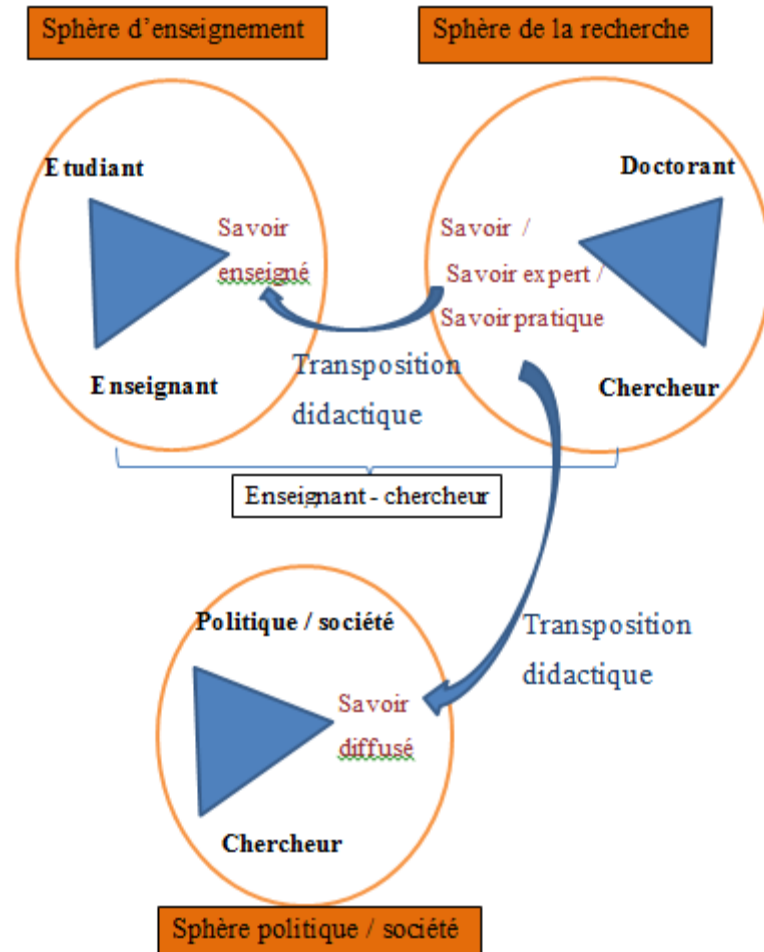 Sphère d'enseignement
Sphère de la recherche
Etudiant
Savoir
enseigné
Enseignant
Doctorant
Savoir /
Savoir expert /
Savoir pratique
Chercheur
Transposition
didactique
Enseignant - chercheur
Politique / société
Savoir
diffusé
Chercheur
Transposition
didactique
Sphère politique / société